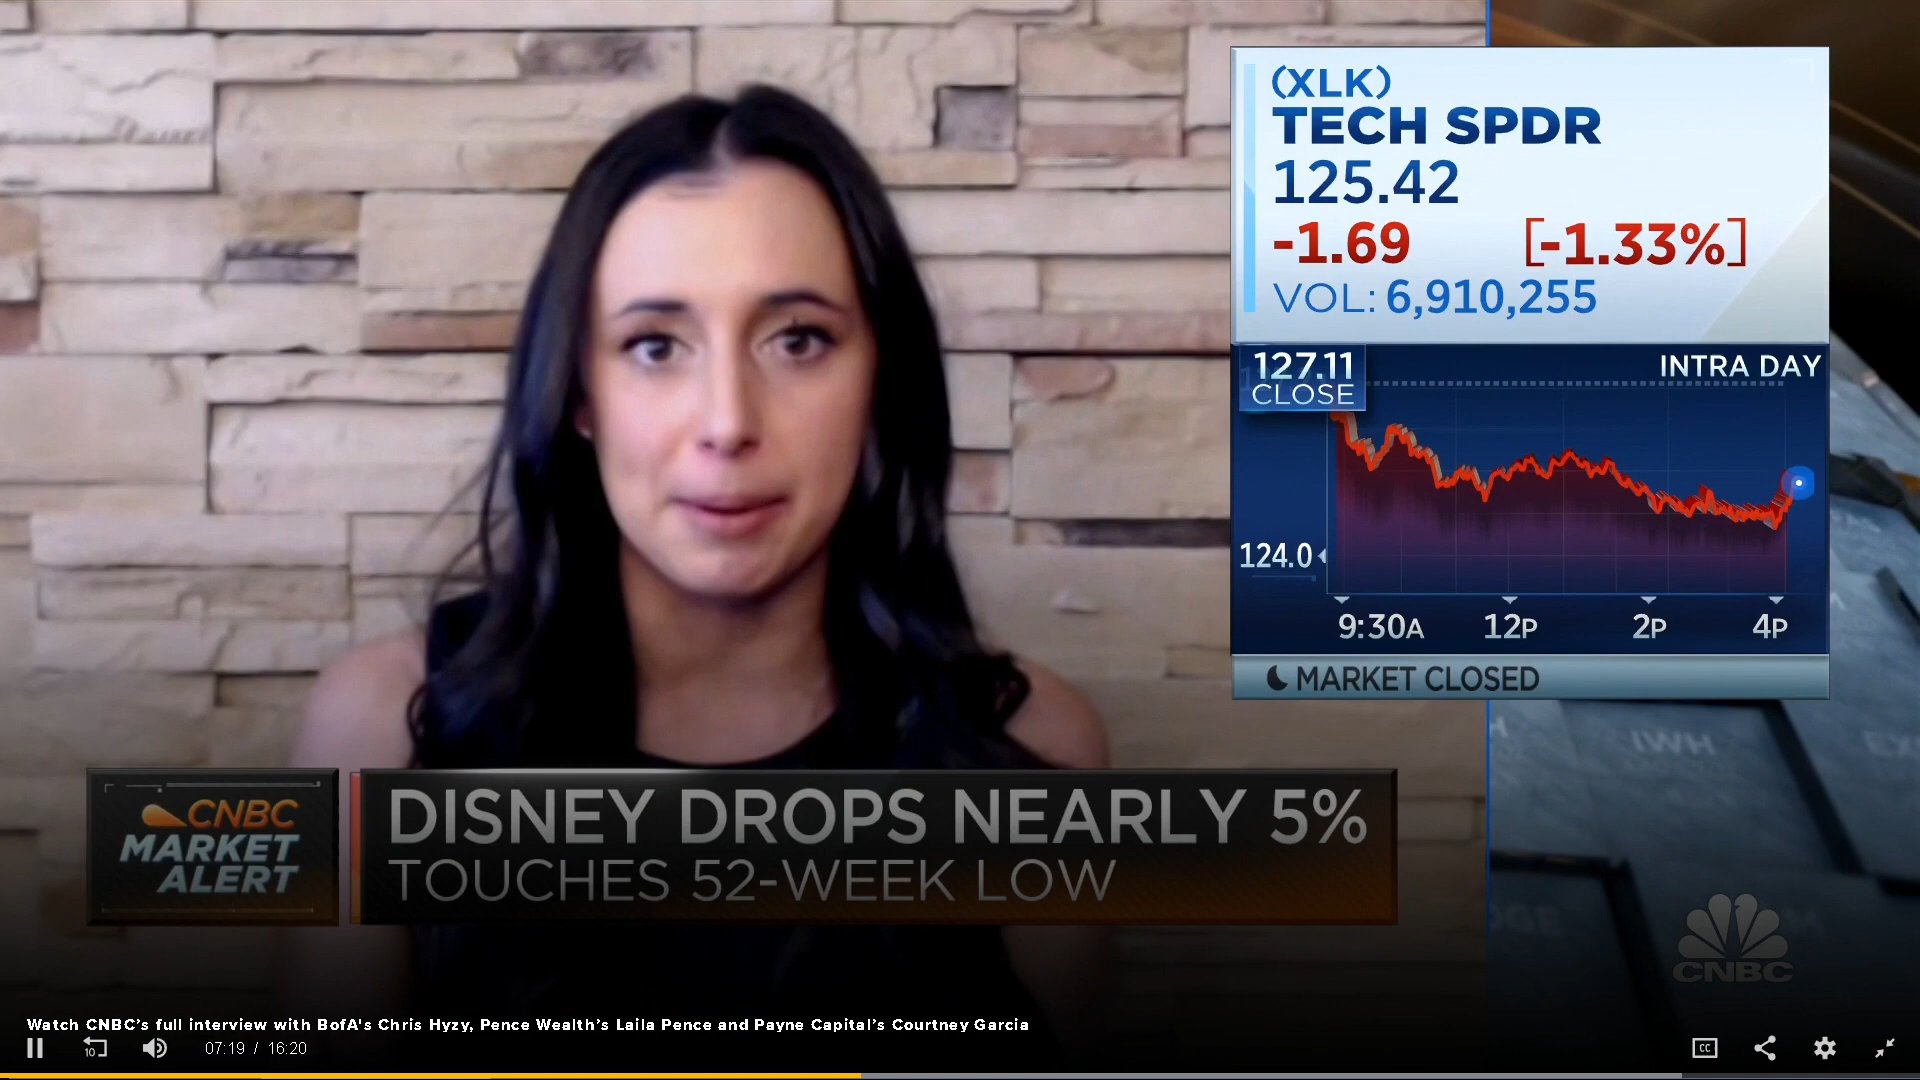 (XLK)
TECH SPDR
125.42
-1.69 [-1.33%]
VOL: 6,910,255
127.11
CLOSE
INTRA DAY
124.0
9:30A 12P 2P 4P
MARKET CLOSED
IWH
CNBC
MARKET
ALERT
DISNEY DROPS NEARLY 5%
TOUCHES 52-WEEK LOW
CNBC
Watch CNBC's full interview with BofA's Chris Hyzy, Pence Wealth's Laila Pence and Payne Capital's Courtney Garcia
10
07:19 / 16:20
CC